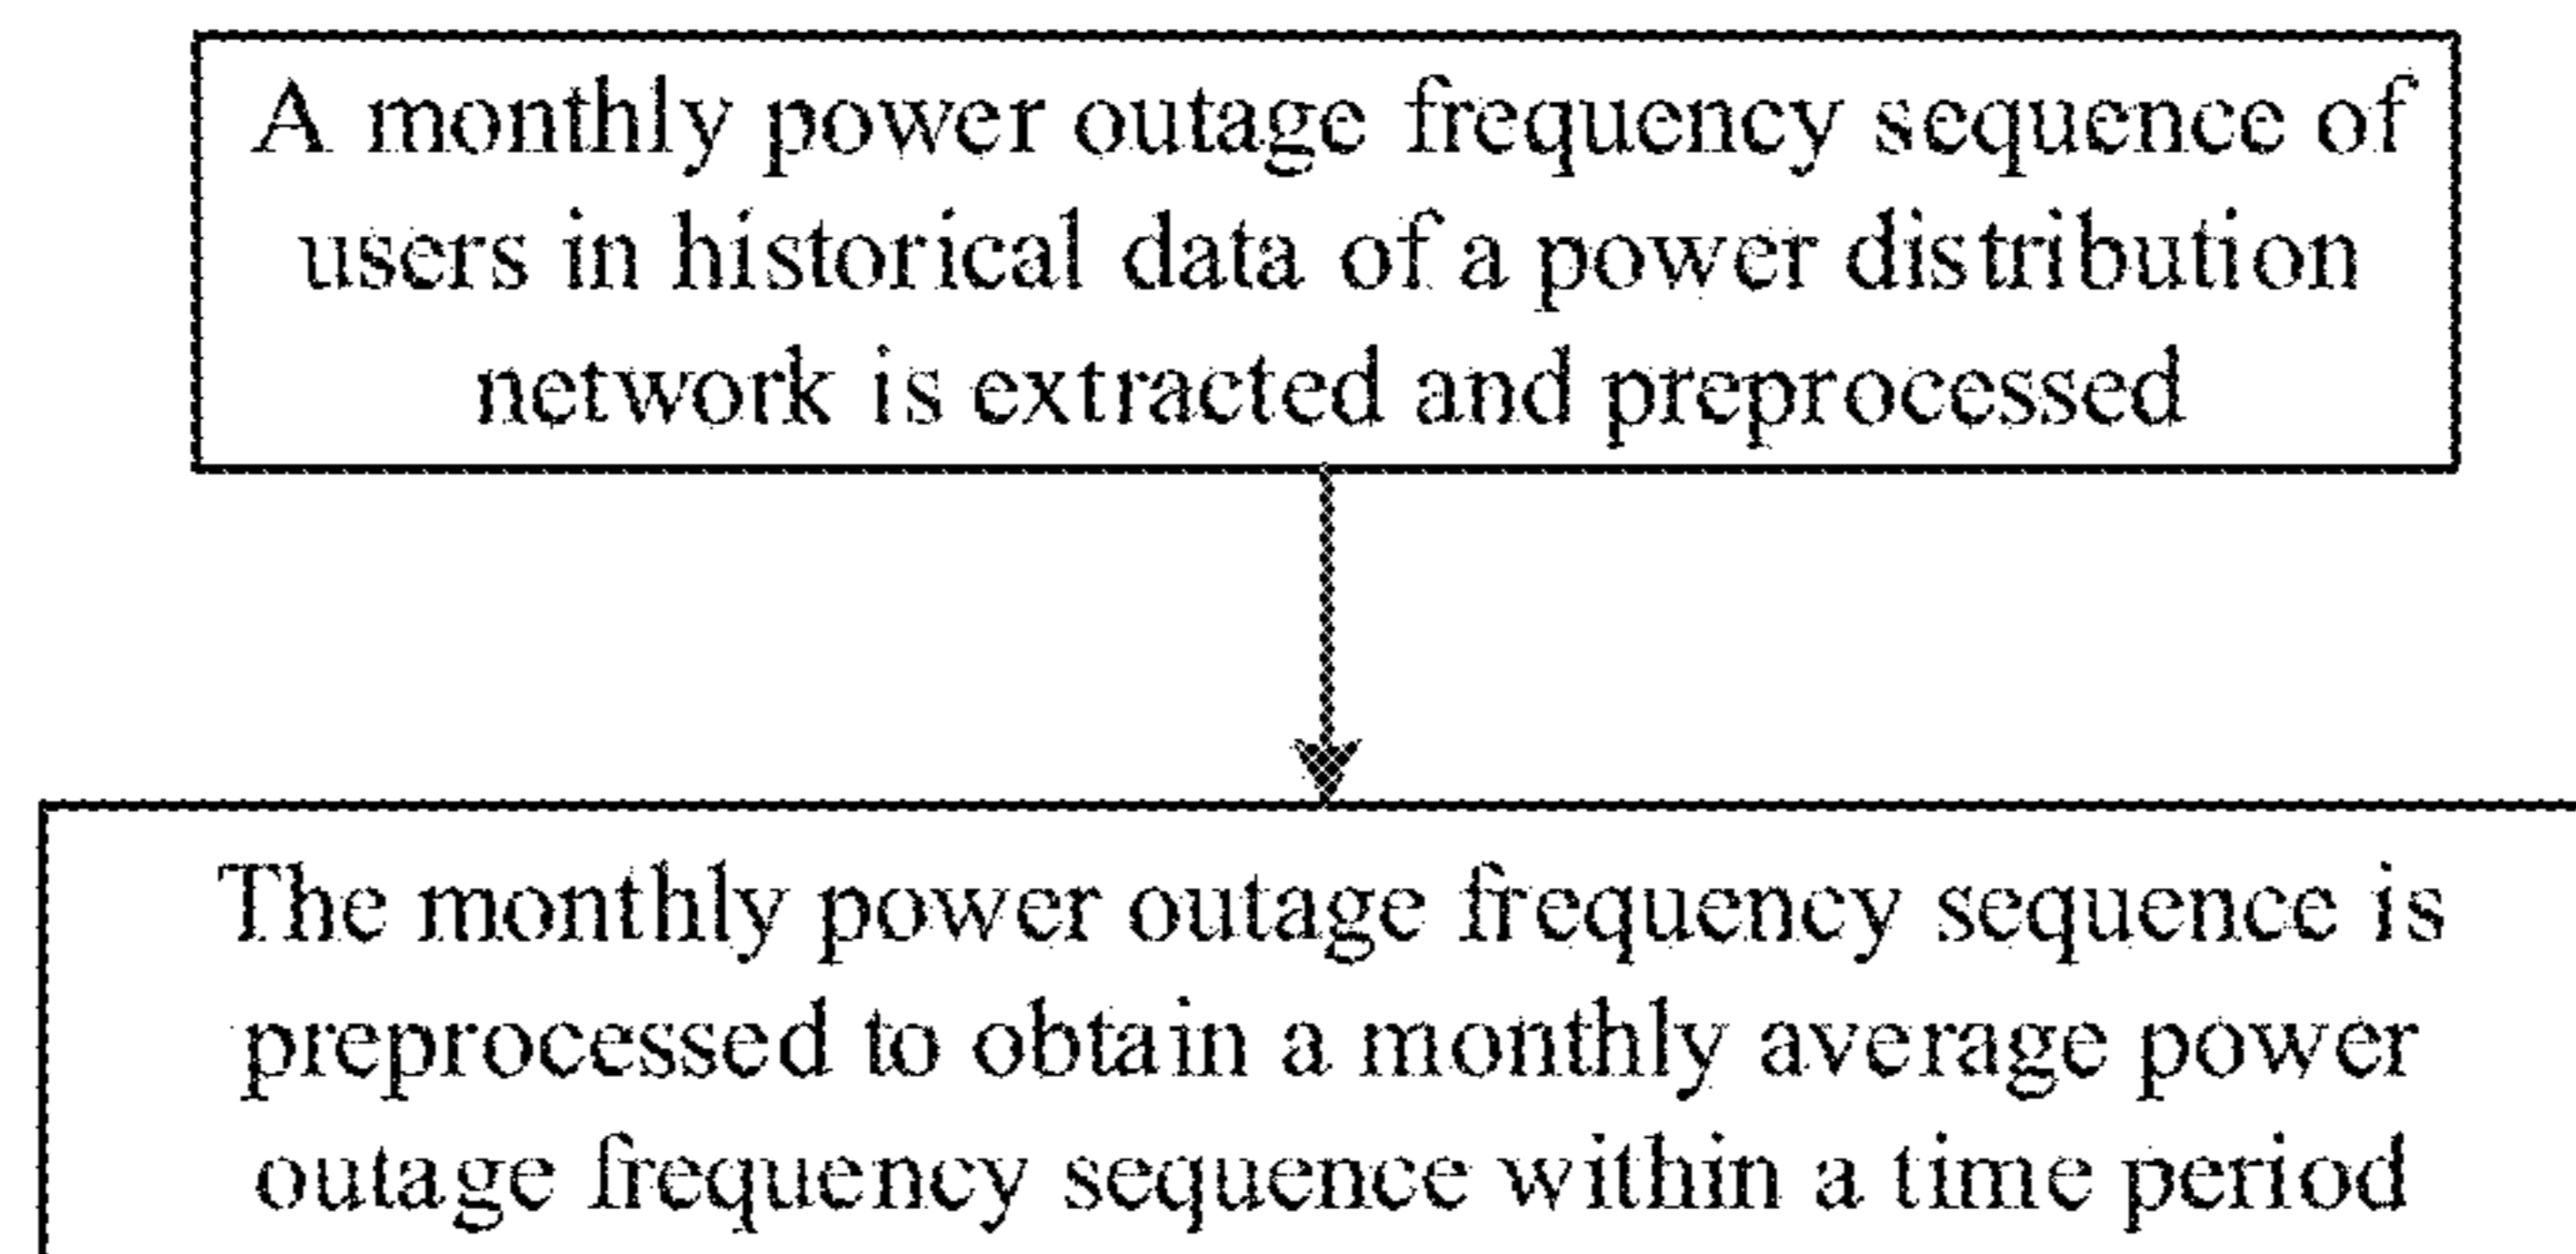 A monthly power outage frequency sequence of
users in historical data of a power distribution
network is extracted and preprocessed
The monthly power outage frequency sequence is
preprocessed to obtain a monthly average power
outage frequency sequence within a time period